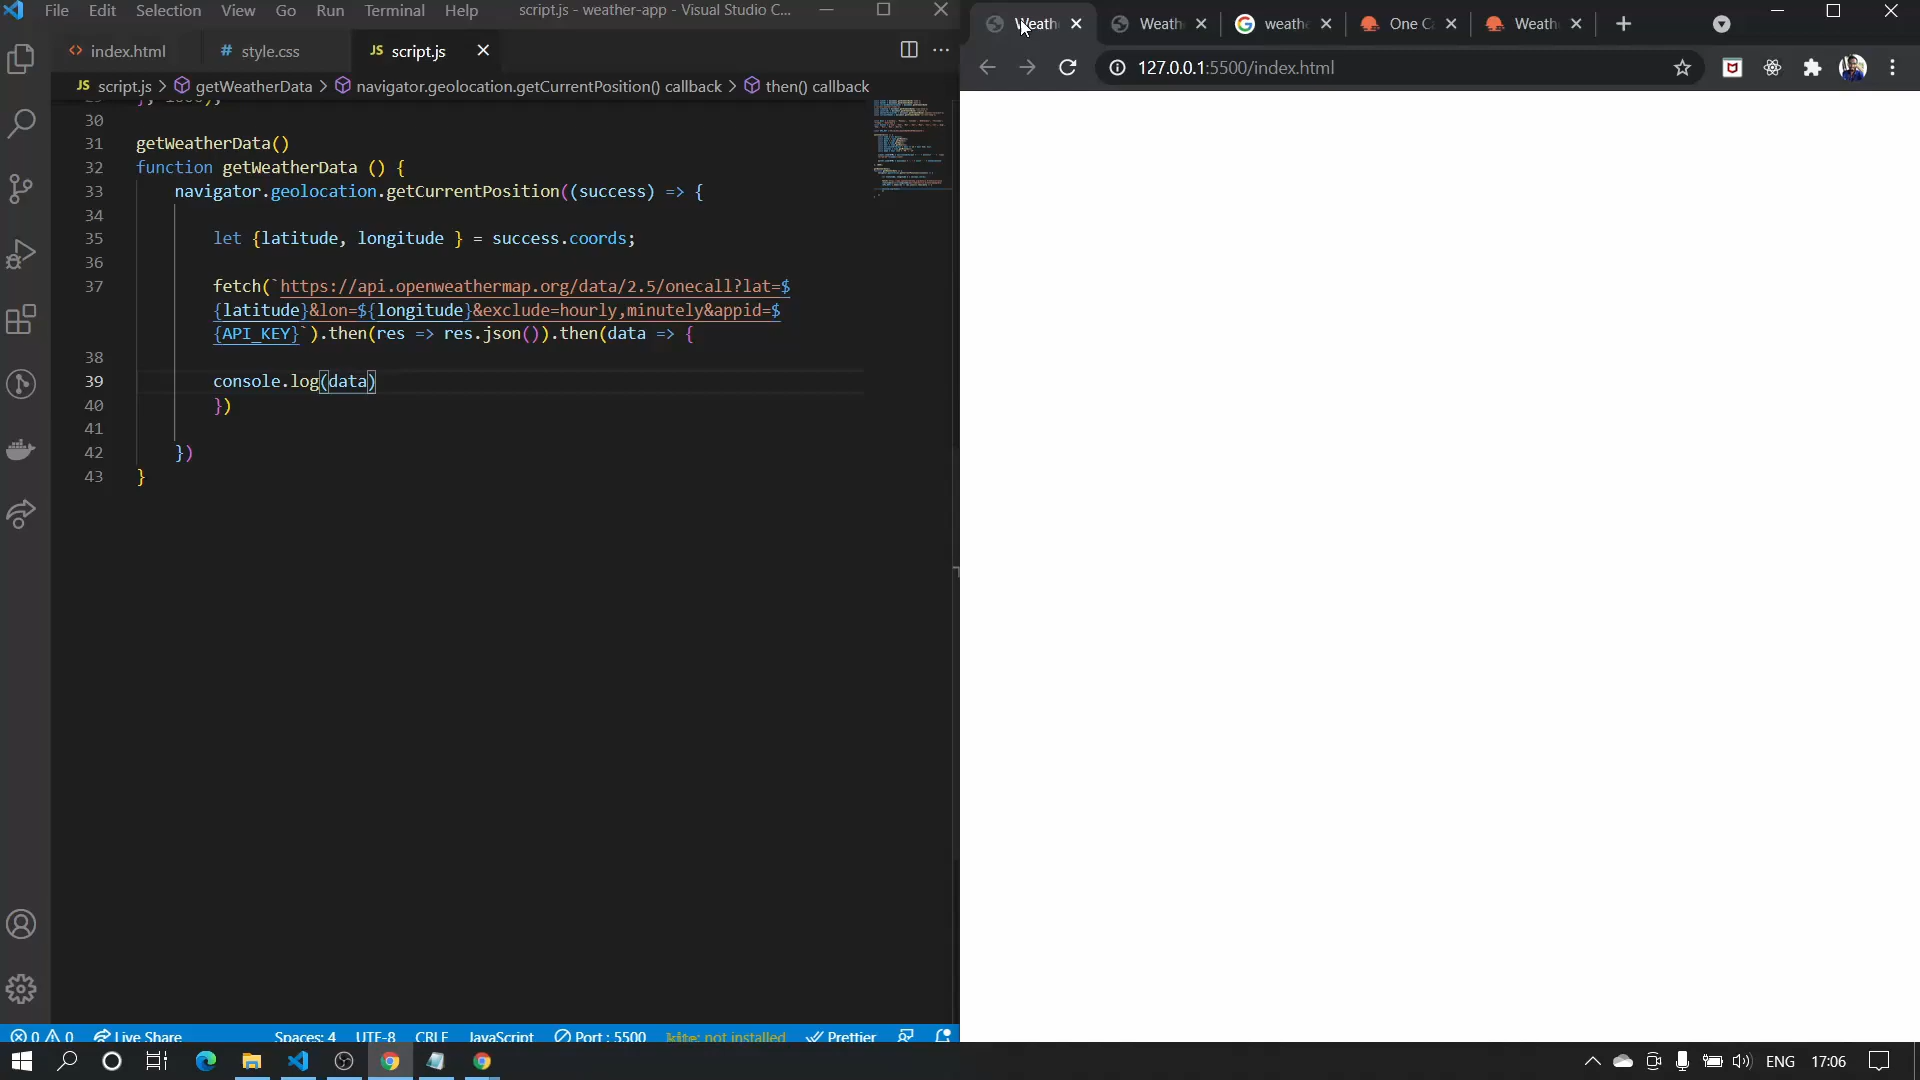 File Edit Selection View Go Run Terminal Help script.js - weather-app - Visual Studio C...
index.html style.css JS script.js
JS script.js > getWeatherData > navigator.geolocation.getCurrentPosition() callback > then() callback
30
31 getWeatherData()
32 function getWeatherData () {
33 navigator.geolocation.getCurrentPosition((success) => {
34
35 let {latitude, longitude } = success.coords;
36
37 fetch(`https://api.openweathermap.org/data/2.5/onecall?lat=$
{latitude}&lon=${longitude}&exclude=hourly,minutely&appid=$
{API_KEY}`).then(res => res.json()).then(data => {
38
39 console.log(data)
40 })
41
42 })
43 }
0 0 Live Share Spaces: 4 UTF-8 CRLF JavaScript Port : 5500 kite: not installed Prettier
Weath Weath weath One C Weath
127.0.0.1:5500/index.html
ENG 17:06